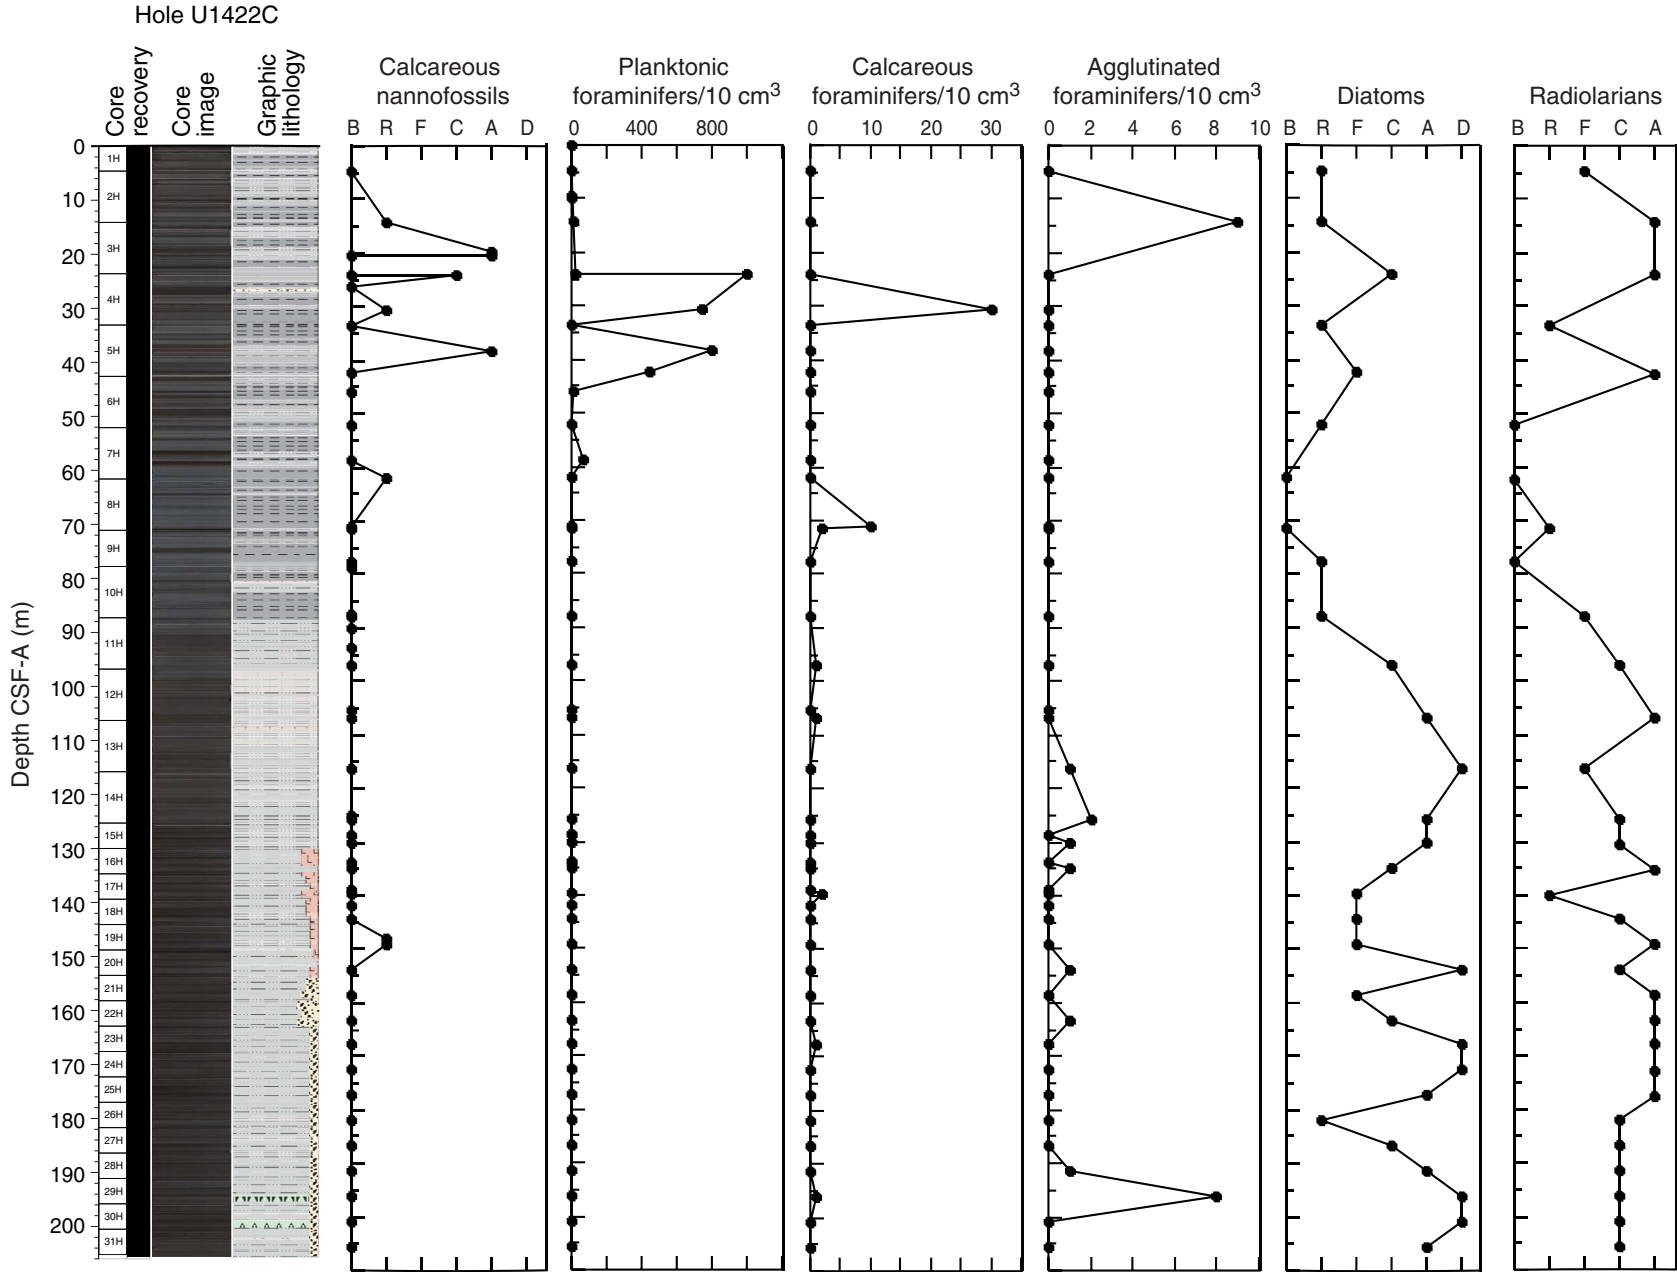 Hole U1422C
Core
recovery
Core
image
Graphic
lithology
Calcareous
nannofossils
Planktonic
foraminifers/10 cm3
Calcareous
foraminifers/10 cm3
Agglutinated
foraminifers/10 cm3
Diatoms
Radiolarians
B R F C A D
0 400 800
0 10 20 30
0 2 4 6 8 10
B R F C A D
B R F C A
Depth CSF-A (m)
0
10
20
30
40
50
60
70
80
90
100
110
120
130
140
150
160
170
180
190
200
1H
2H
3H
4H
5H
6H
7H
8H
9H
10H
11H
12H
13H
14H
15H
16H
17H
18H
19H
20H
21H
22H
23H
24H
25H
26H
27H
28H
29H
30H
31H